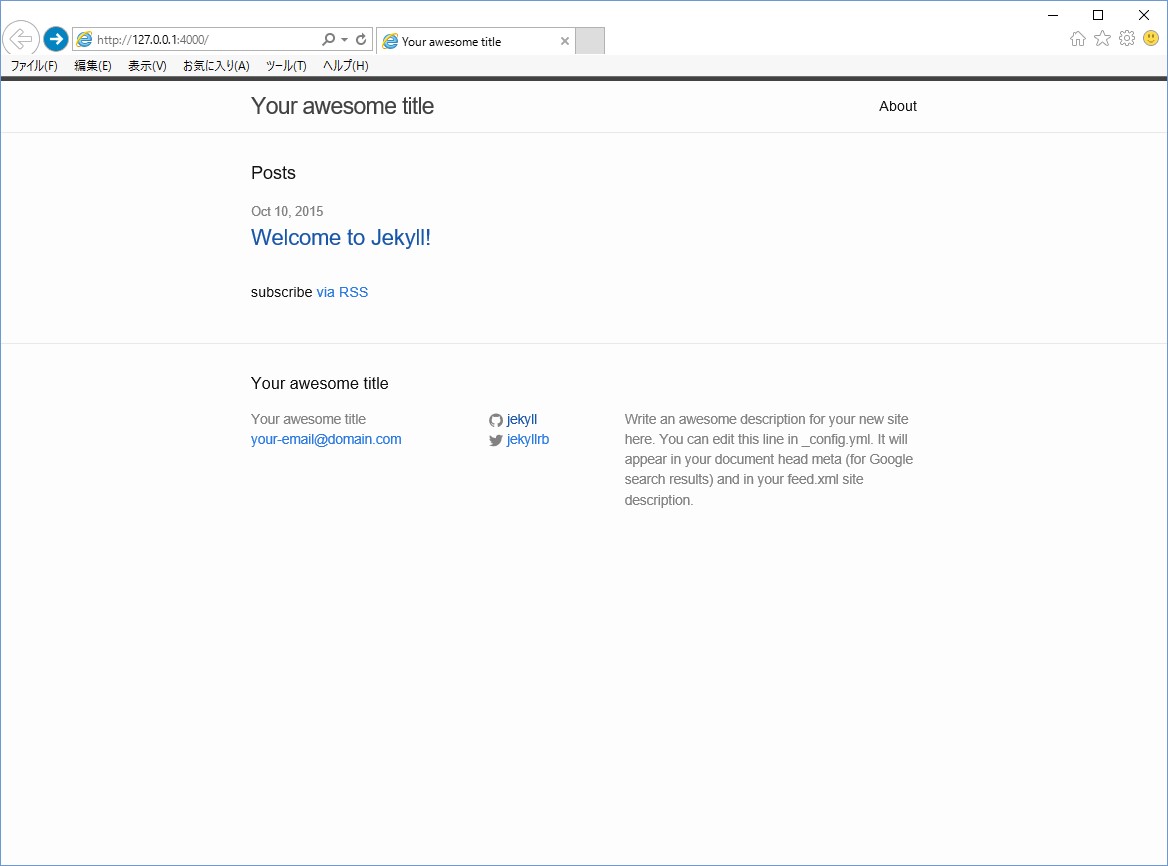 http://127.0.0.1:4000/
Your awesome title
ファイル(F) 編集(E) 表示(V) お気に入り(A) ツール(T) ヘルプ(H)
Your awesome title
About
Posts
Oct 10, 2015
Welcome to Jekyll!
subscribe via RSS
Your awesome title
Your awesome title
your-email@domain.com
jekyll
jekyllrb
Write an awesome description for your new site
here. You can edit this line in _config.yml. It will
appear in your document head meta (for Google
search results) and in your feed.xml site
description.